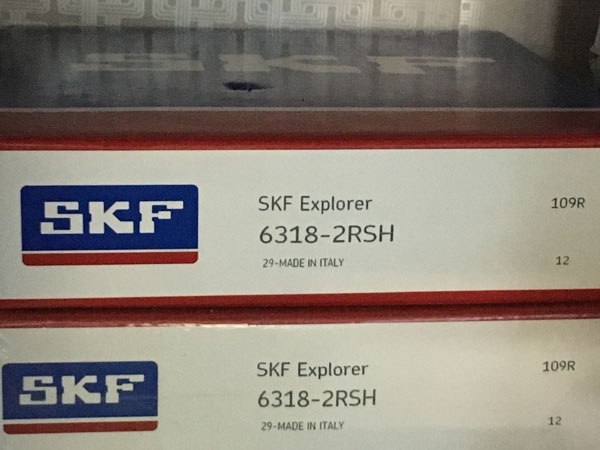 SKF
SKF
SKF Explorer
109R
6318-2RSH
29-MADE IN ITALY
12
SKF
SKF Explorer
109R
6318-2RSH
29-MADE IN ITALY
12